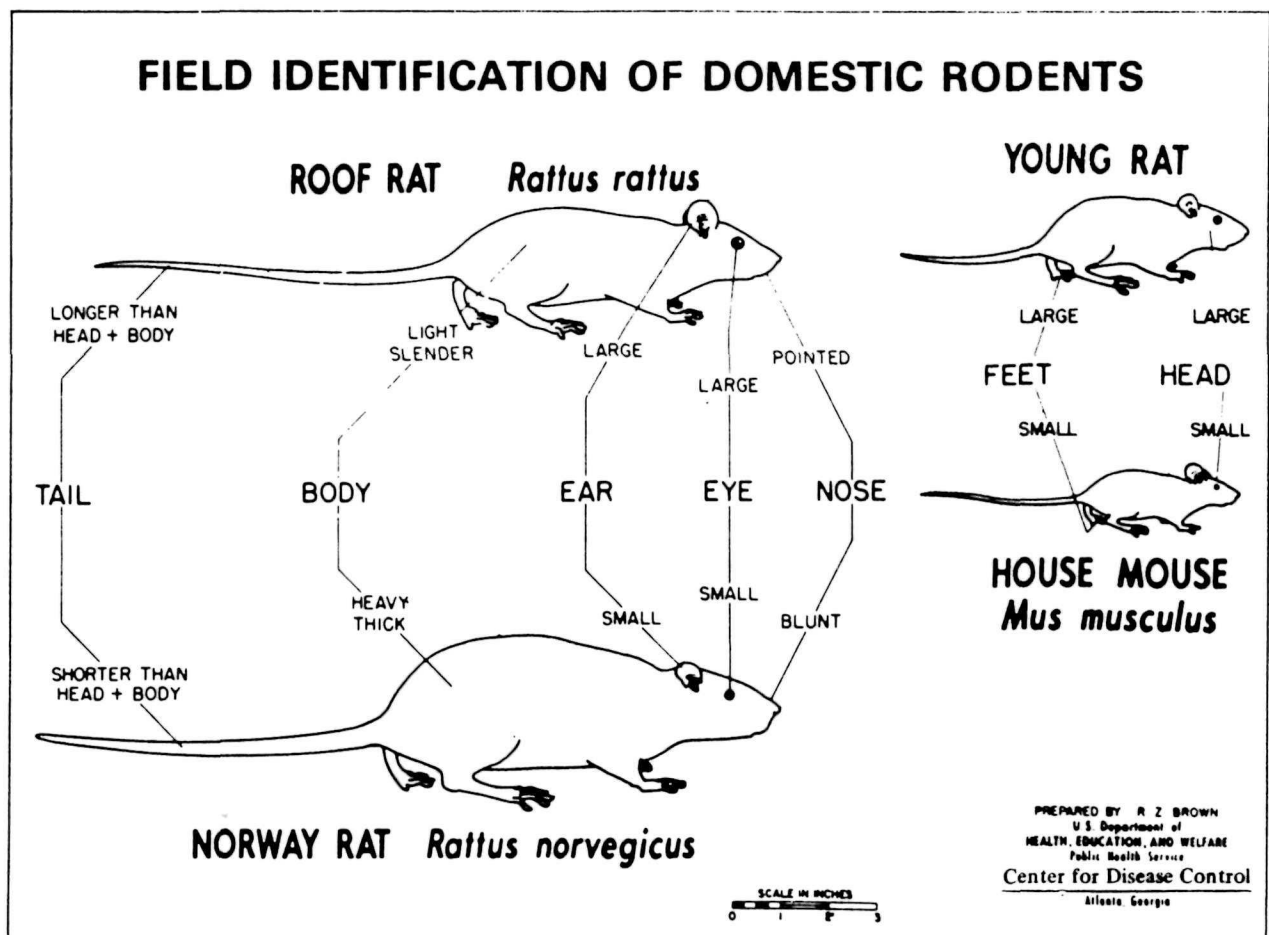 FIELD IDENTIFICATION OF DOMESTIC RODENTS
ROOF RAT Rattus rattus
YOUNG RAT
LONGER THAN
HEAD + BODY
LIGHT
SLENDER
LARGE
LARGE
POINTED
LARGE
LARGE
FEET
HEAD
SMALL
SMALL
TAIL
BODY
EAR
EYE
NOSE
HOUSE MOUSE
Mus musculus
HEAVY
THICK
SMALL
SMALL
BLUNT
SHORTER THAN
HEAD + BODY
NORWAY RAT Rattus norvegicus
SCALE IN INCHES
0 1 2 3
PREPARED BY R Z BROWN
U.S. Department of
HEALTH, EDUCATION, AND WELFARE
Public Health Service
Center for Disease Control
Atlanta, Georgia